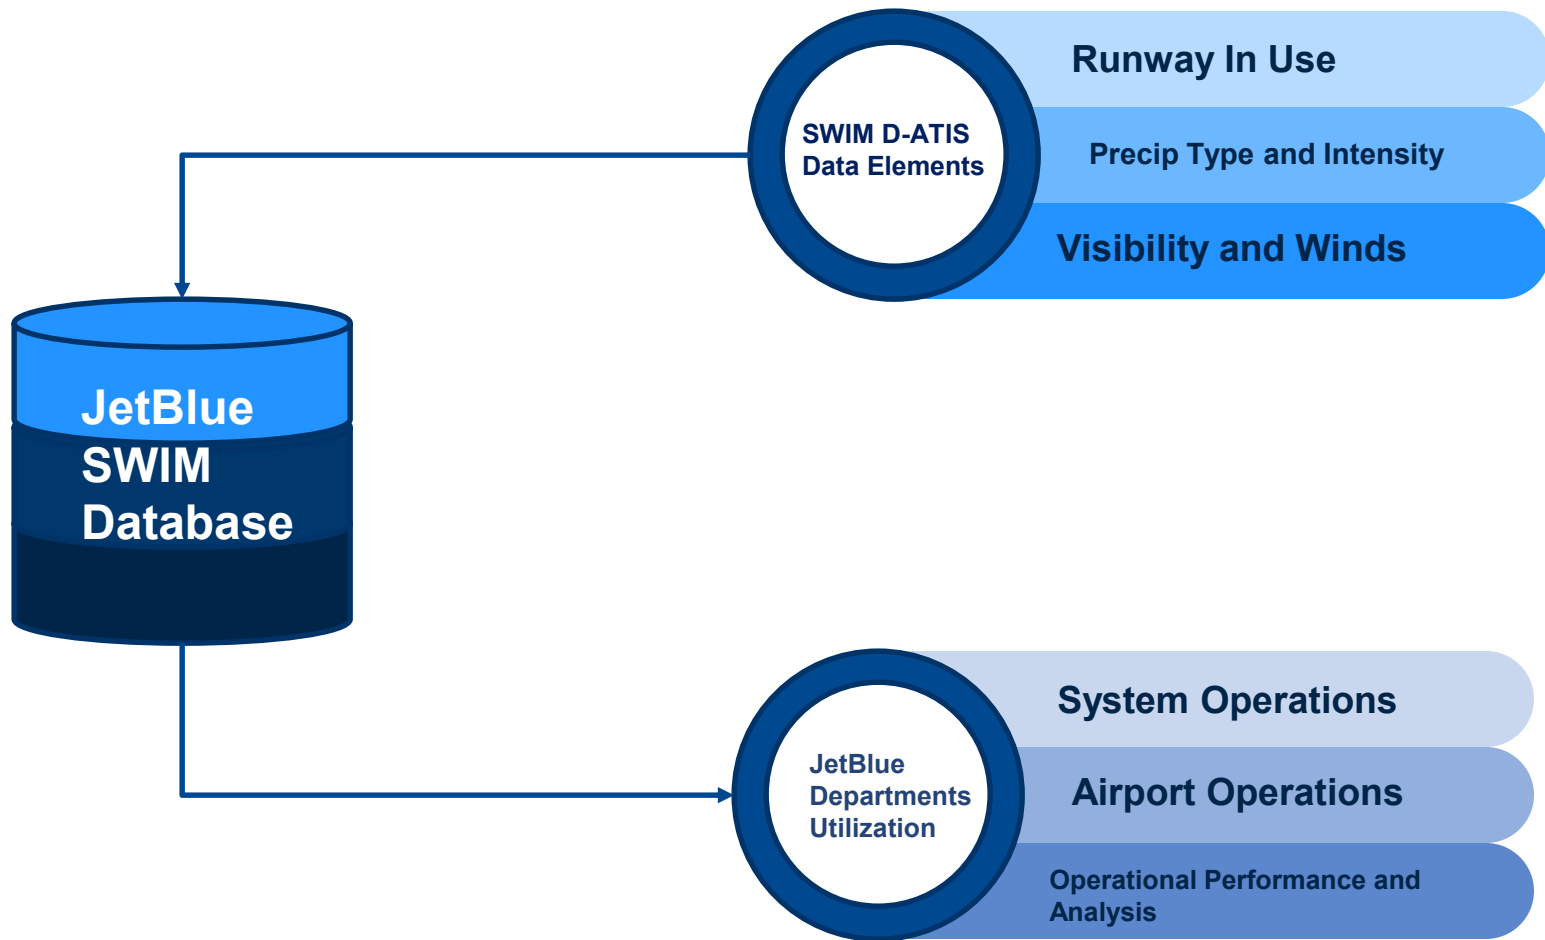 Runway In Use
SWIM D-ATIS
Data Elements
Precip Type and Intensity
Visibility and Winds
JetBlue
SWIM
Database
System Operations
JetBlue
Departments
Utilization
Airport Operations
Operational Performance and
Analysis